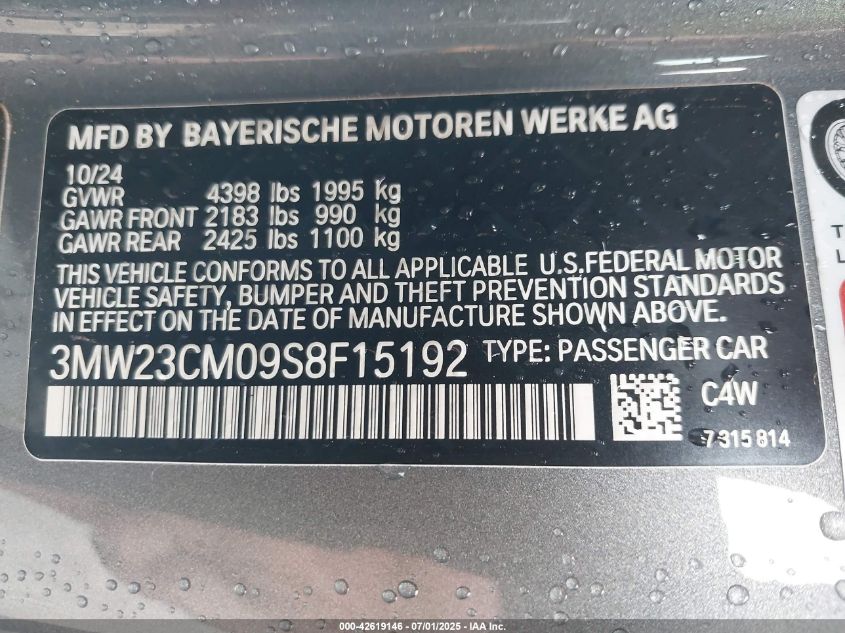 MFD BY BAYERISCHE MOTOREN WERKE AG
10/24
GVWR 4398 lbs 1995 kg
GAWR FRONT 2183 lbs 990 kg
GAWR REAR 2425 lbs 1100 kg
THIS VEHICLE CONFORMS TO ALL APPLICABLE U.S.FEDERAL MOTOR
VEHICLE SAFETY, BUMPER AND THEFT PREVENTION STANDARDS
IN EFFECT ON THE DATE OF MANUFACTURE SHOWN ABOVE.
3MW23CM09S8F15192 TYPE: PASSENGER CAR
C4W
7315814
T
L
000-42619146 - 07/01/2025 - IAA Inc.